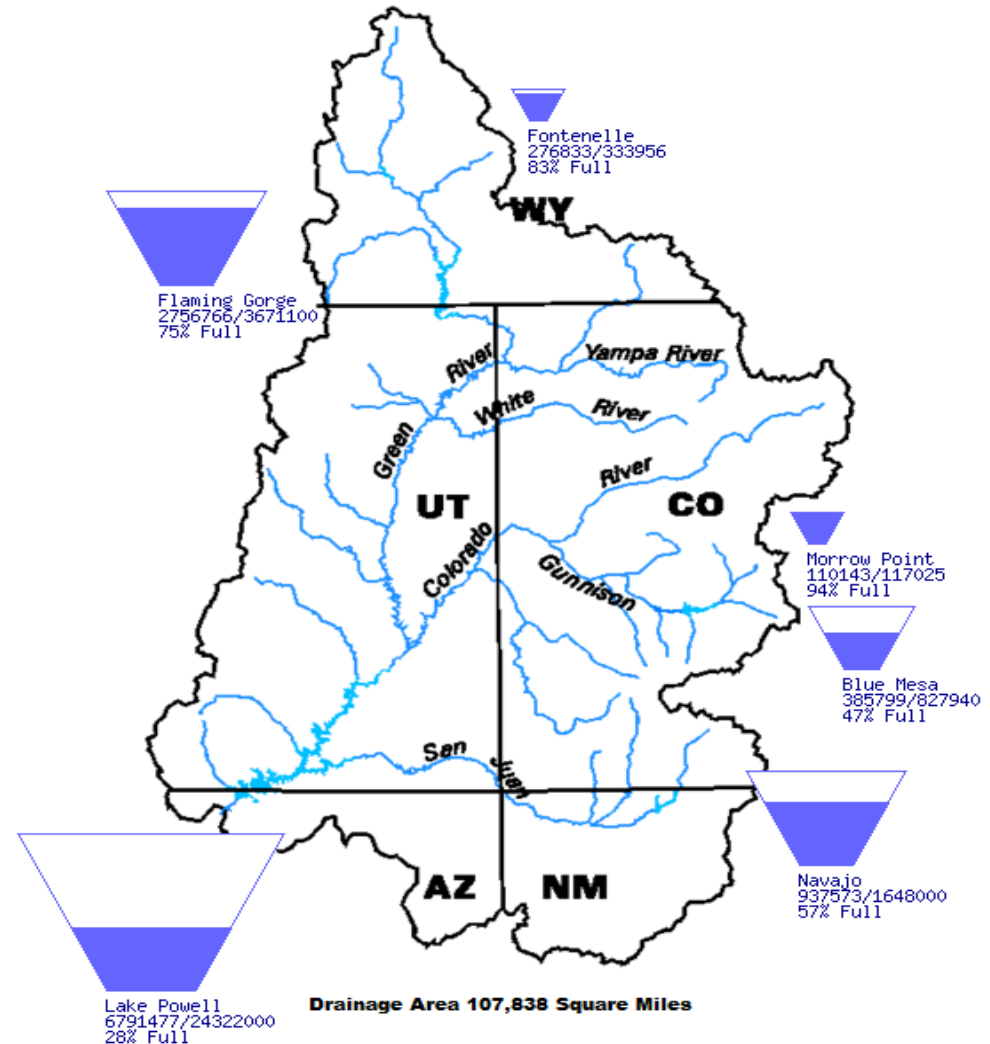 Fontenelle
276833/333956
83% Full
WY
Flaming Gorge
2756766/3671100
75% Full
Green River
Yampa River
White River
UT
CO
Colorado River
Gunnison
Morrow Point
110143/117025
94% Full
Blue Mesa
385799/827940
47% Full
San Juan
Navajo
937573/1648000
57% Full
AZ
NM
Lake Powell
6791477/24322000
28% Full
Drainage Area 107,838 Square Miles